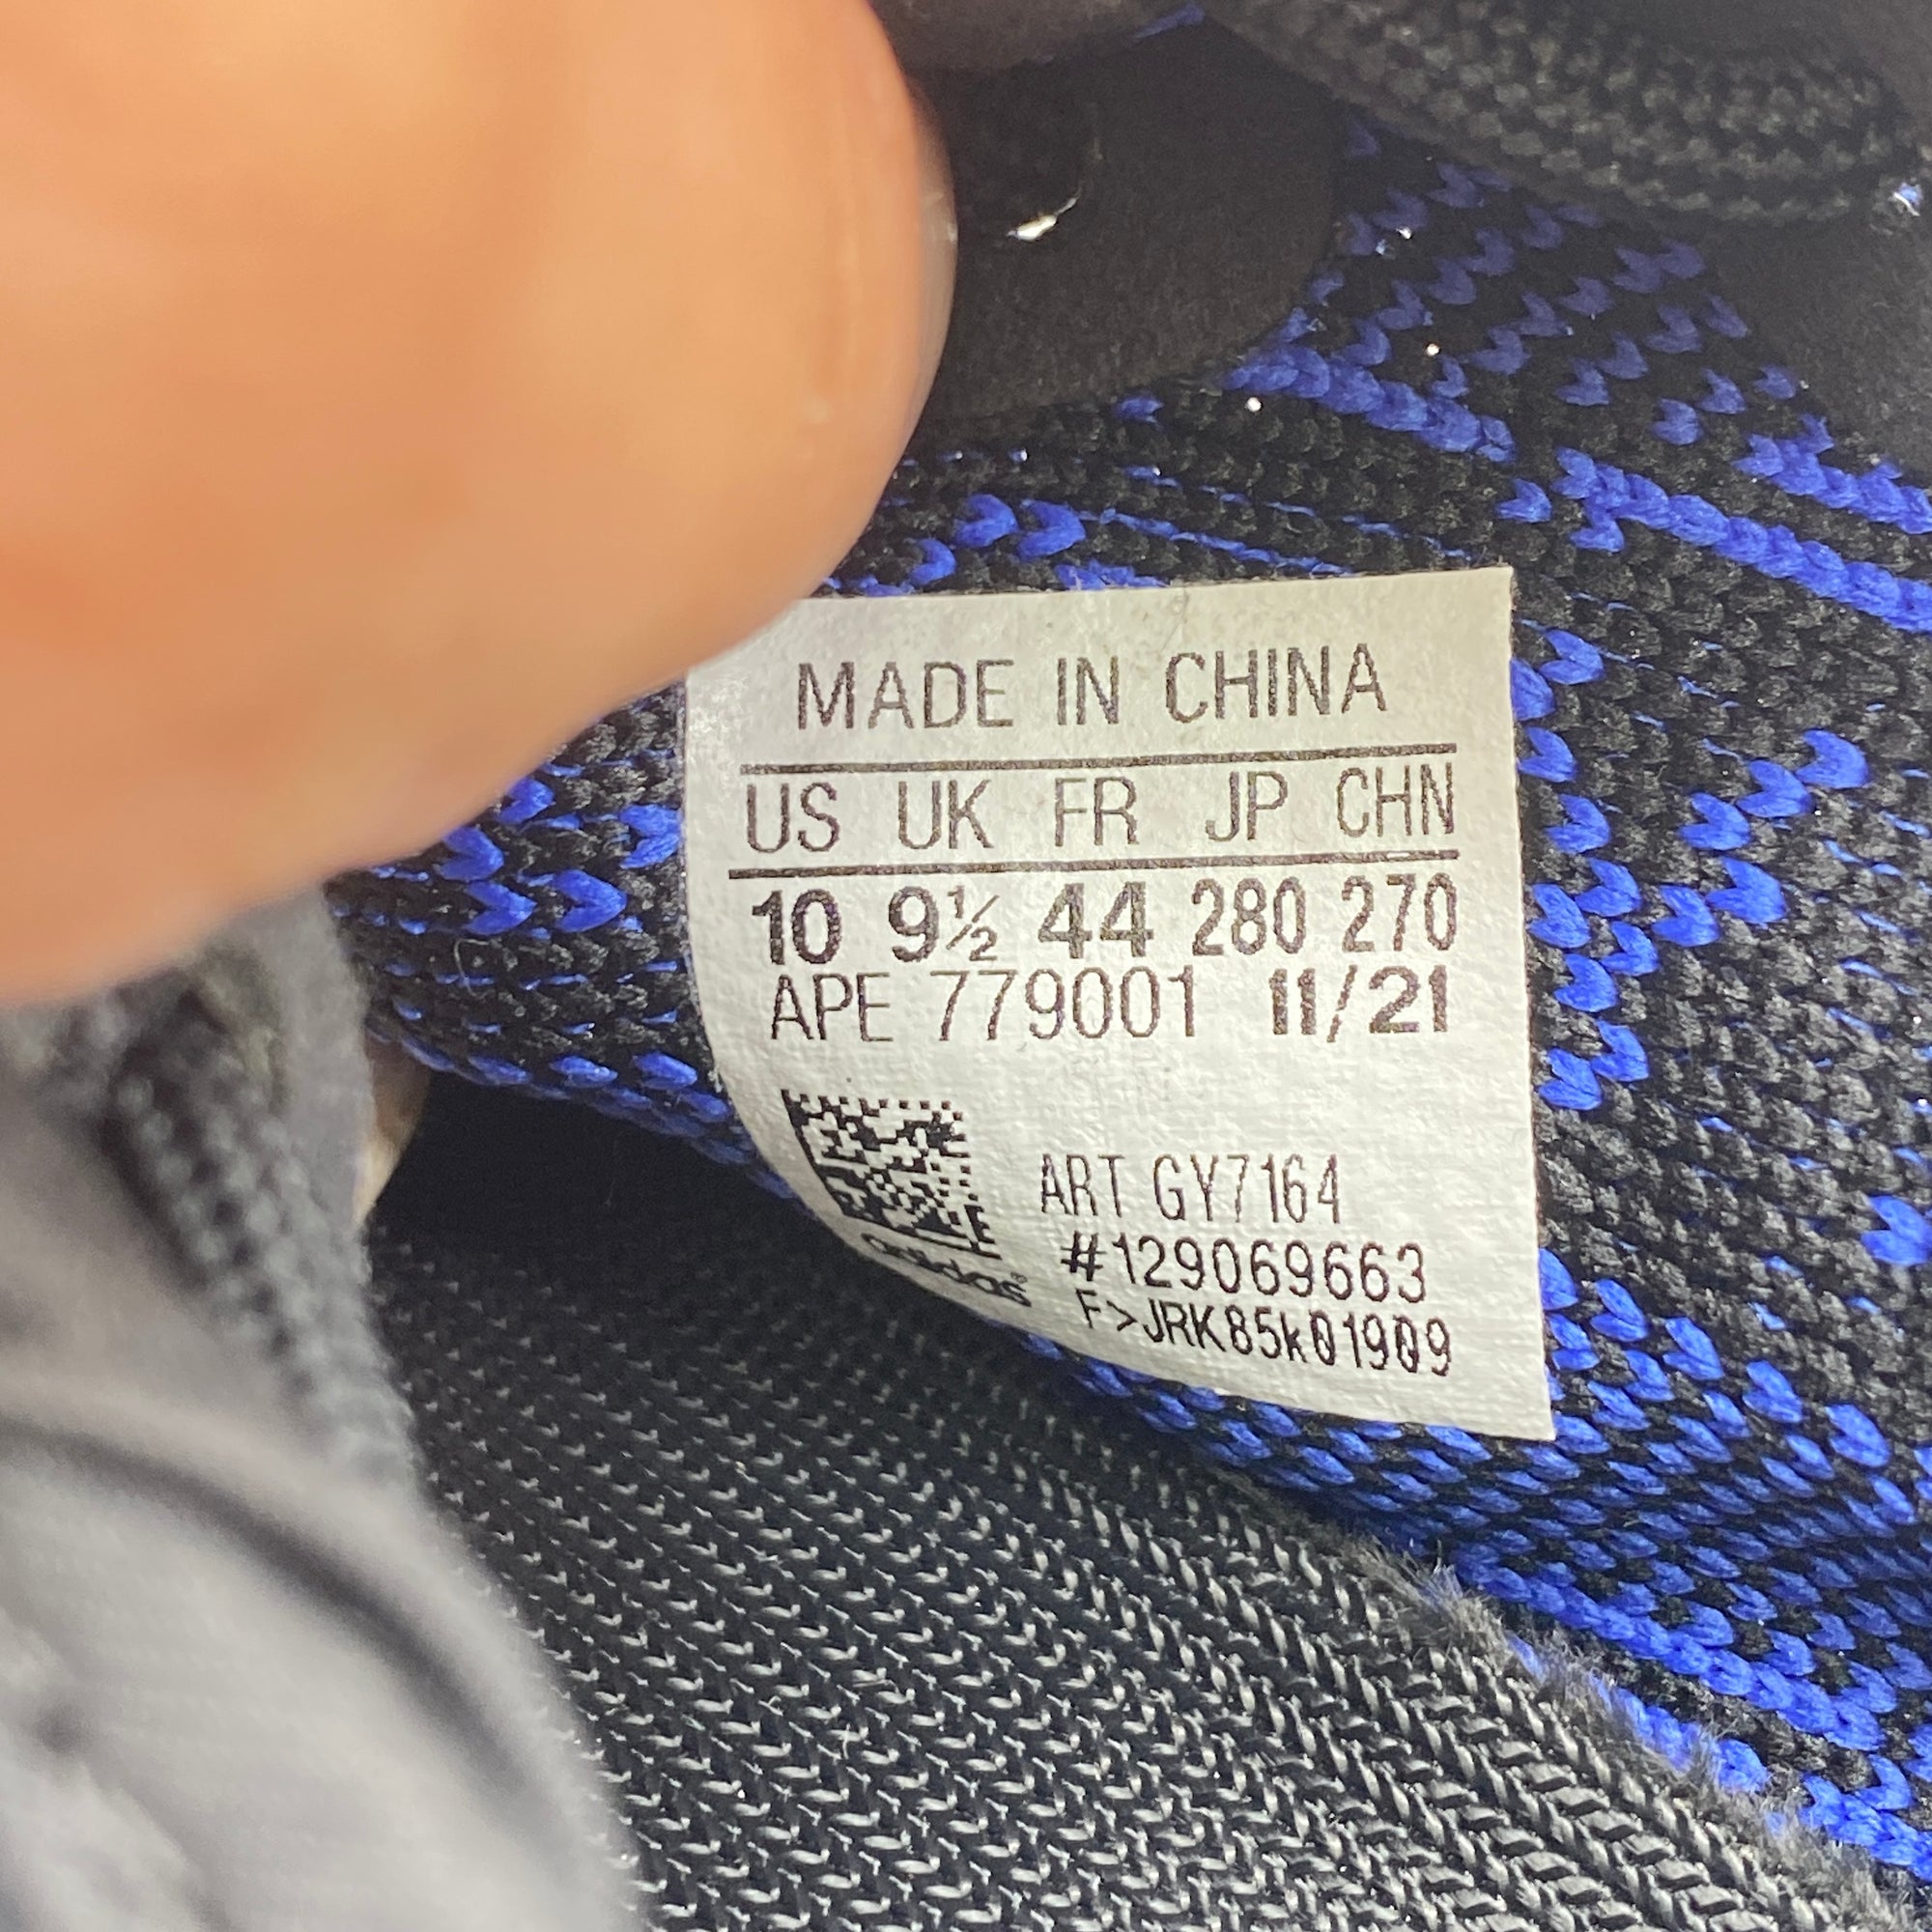 MADE IN CHINA
US UK FR JP CHN
10 9½ 44 280 270
APE 779001 11/21
ART GY7164
#129069663
adidas
F>JRK85k01909